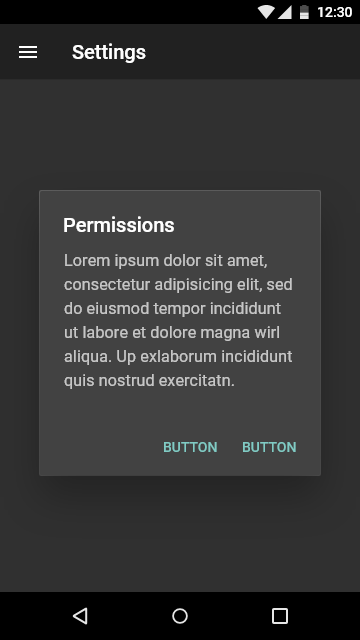 12:30
Settings
Permissions
Lorem ipsum dolor sit amet,
consectetur adipisicing elit, sed
do eiusmod tempor incididunt
ut labore et dolore magna wirl
aliqua. Up exlaborum incididunt
quis nostrud exercitatn.
BUTTON BUTTON